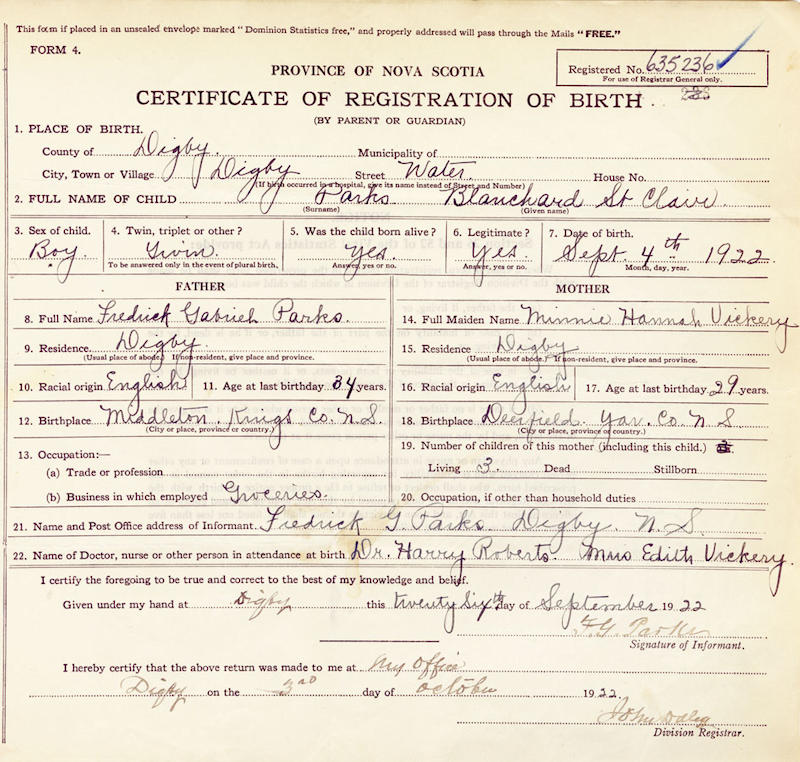 This form if placed in an unsealed envelope marked "Dominion Statistics free," and properly addressed will pass through the Mails "FREE."
FORM 4.
PROVINCE OF NOVA SCOTIA
Registered No. 635236
For use of Registrar General only.
CERTIFICATE OF REGISTRATION OF BIRTH
(BY PARENT OR GUARDIAN)
1. PLACE OF BIRTH.
County of Digby. Municipality of
City, Town or Village Digby Street Water. House No.
(If birth occurred in a hospital, give its name instead of Street and Number)
2. FULL NAME OF CHILD Parks Blanchard St Claire.
(Surname) (Given name)
3. Sex of child. 4. Twin, triplet or other? 5. Was the child born alive? 6. Legitimate? 7. Date of birth.
Boy. Twin. Yes. Yes. Sept. 4th 1922
To be answered only in the event of plural birth. Answer, yes or no. Answer, yes or no. Month, day, year.
FATHER MOTHER
8. Full Name Fredrick Gabrieh Parks. 14. Full Maiden Name Minnie Hannah Vickery
9. Residence Digby. 15. Residence Digby
(Usual place of abode.) If non-resident, give place and province. (Usual place of abode.) If non-resident, give place and province.
10. Racial origin English 11. Age at last birthday 34 years. 16. Racial origin English 17. Age at last birthday 29 years.
12. Birthplace Middleton. Knigs Co. N.S. 18. Birthplace Deerfield. Yar. Co. N S
(City or place, province or country.) (City or place, province or country.)
13. Occupation:— 19. Number of children of this mother (including this child.)
(a) Trade or profession Living 3. Dead Stillborn
(b) Business in which employed Groceries. 20. Occupation, if other than household duties
21. Name and Post Office address of Informant. Fredrick G. Parks. Digby. N. S.
22. Name of Doctor, nurse or other person in attendance at birth Dr. Harry Roberts. Mrs Edith Vickery.
I certify the foregoing to be true and correct to the best of my knowledge and belief.
Given under my hand at Digby this twenty Sixth day of September 1922
F. G. Parks
Signature of Informant.
I hereby certify that the above return was made to me at My Office
Digby on the 3rd day of October 1922.
John Daley
Division Registrar.